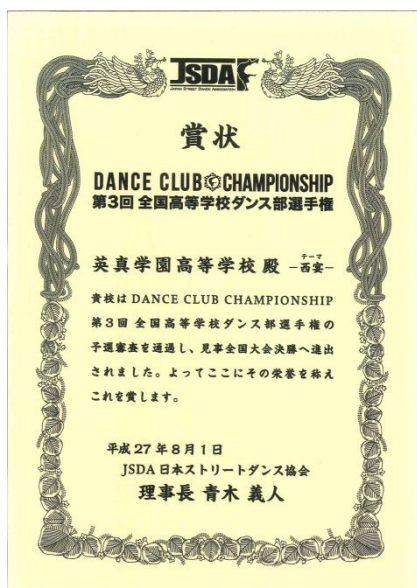 JSDA
JAPAN STREET DANCE ASSOCIATION
賞状
DANCE CLUB CHAMPIONSHIP
第3回 全国高等学校ダンス部選手権
英真学園高等学校 殿 －西宴－
テーマ
貴校は DANCE CLUB CHAMPIONSHIP
第3回 全国高等学校ダンス部選手権の
予選審査を通過し、見事全国大会決勝へ進出
されました。よってここにその栄誉を称え
これを賞します。
平成27年8月1日
JSDA 日本ストリートダンス協会
理事長 青木 義人